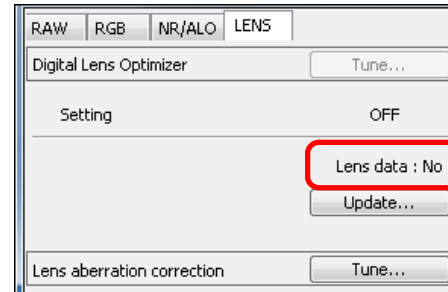 RAW RGB NR/ALO LENS
Digital Lens Optimizer Tune...
Setting OFF
Lens data : No
Update...
Lens aberration correction Tune...